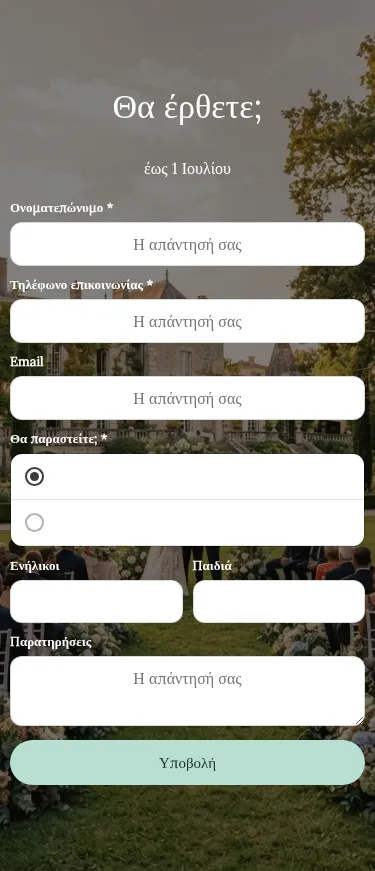 Θα έρθετε;
έως 1 Ιουλίου
Ονοματεπώνυμο *
Η απάντησή σας
Τηλέφωνο επικοινωνίας *
Η απάντησή σας
Email
Η απάντησή σας
Θα παραστείτε; *
Ενήλικοι Παιδιά
Παρατηρήσεις
Η απάντησή σας
Υποβολή